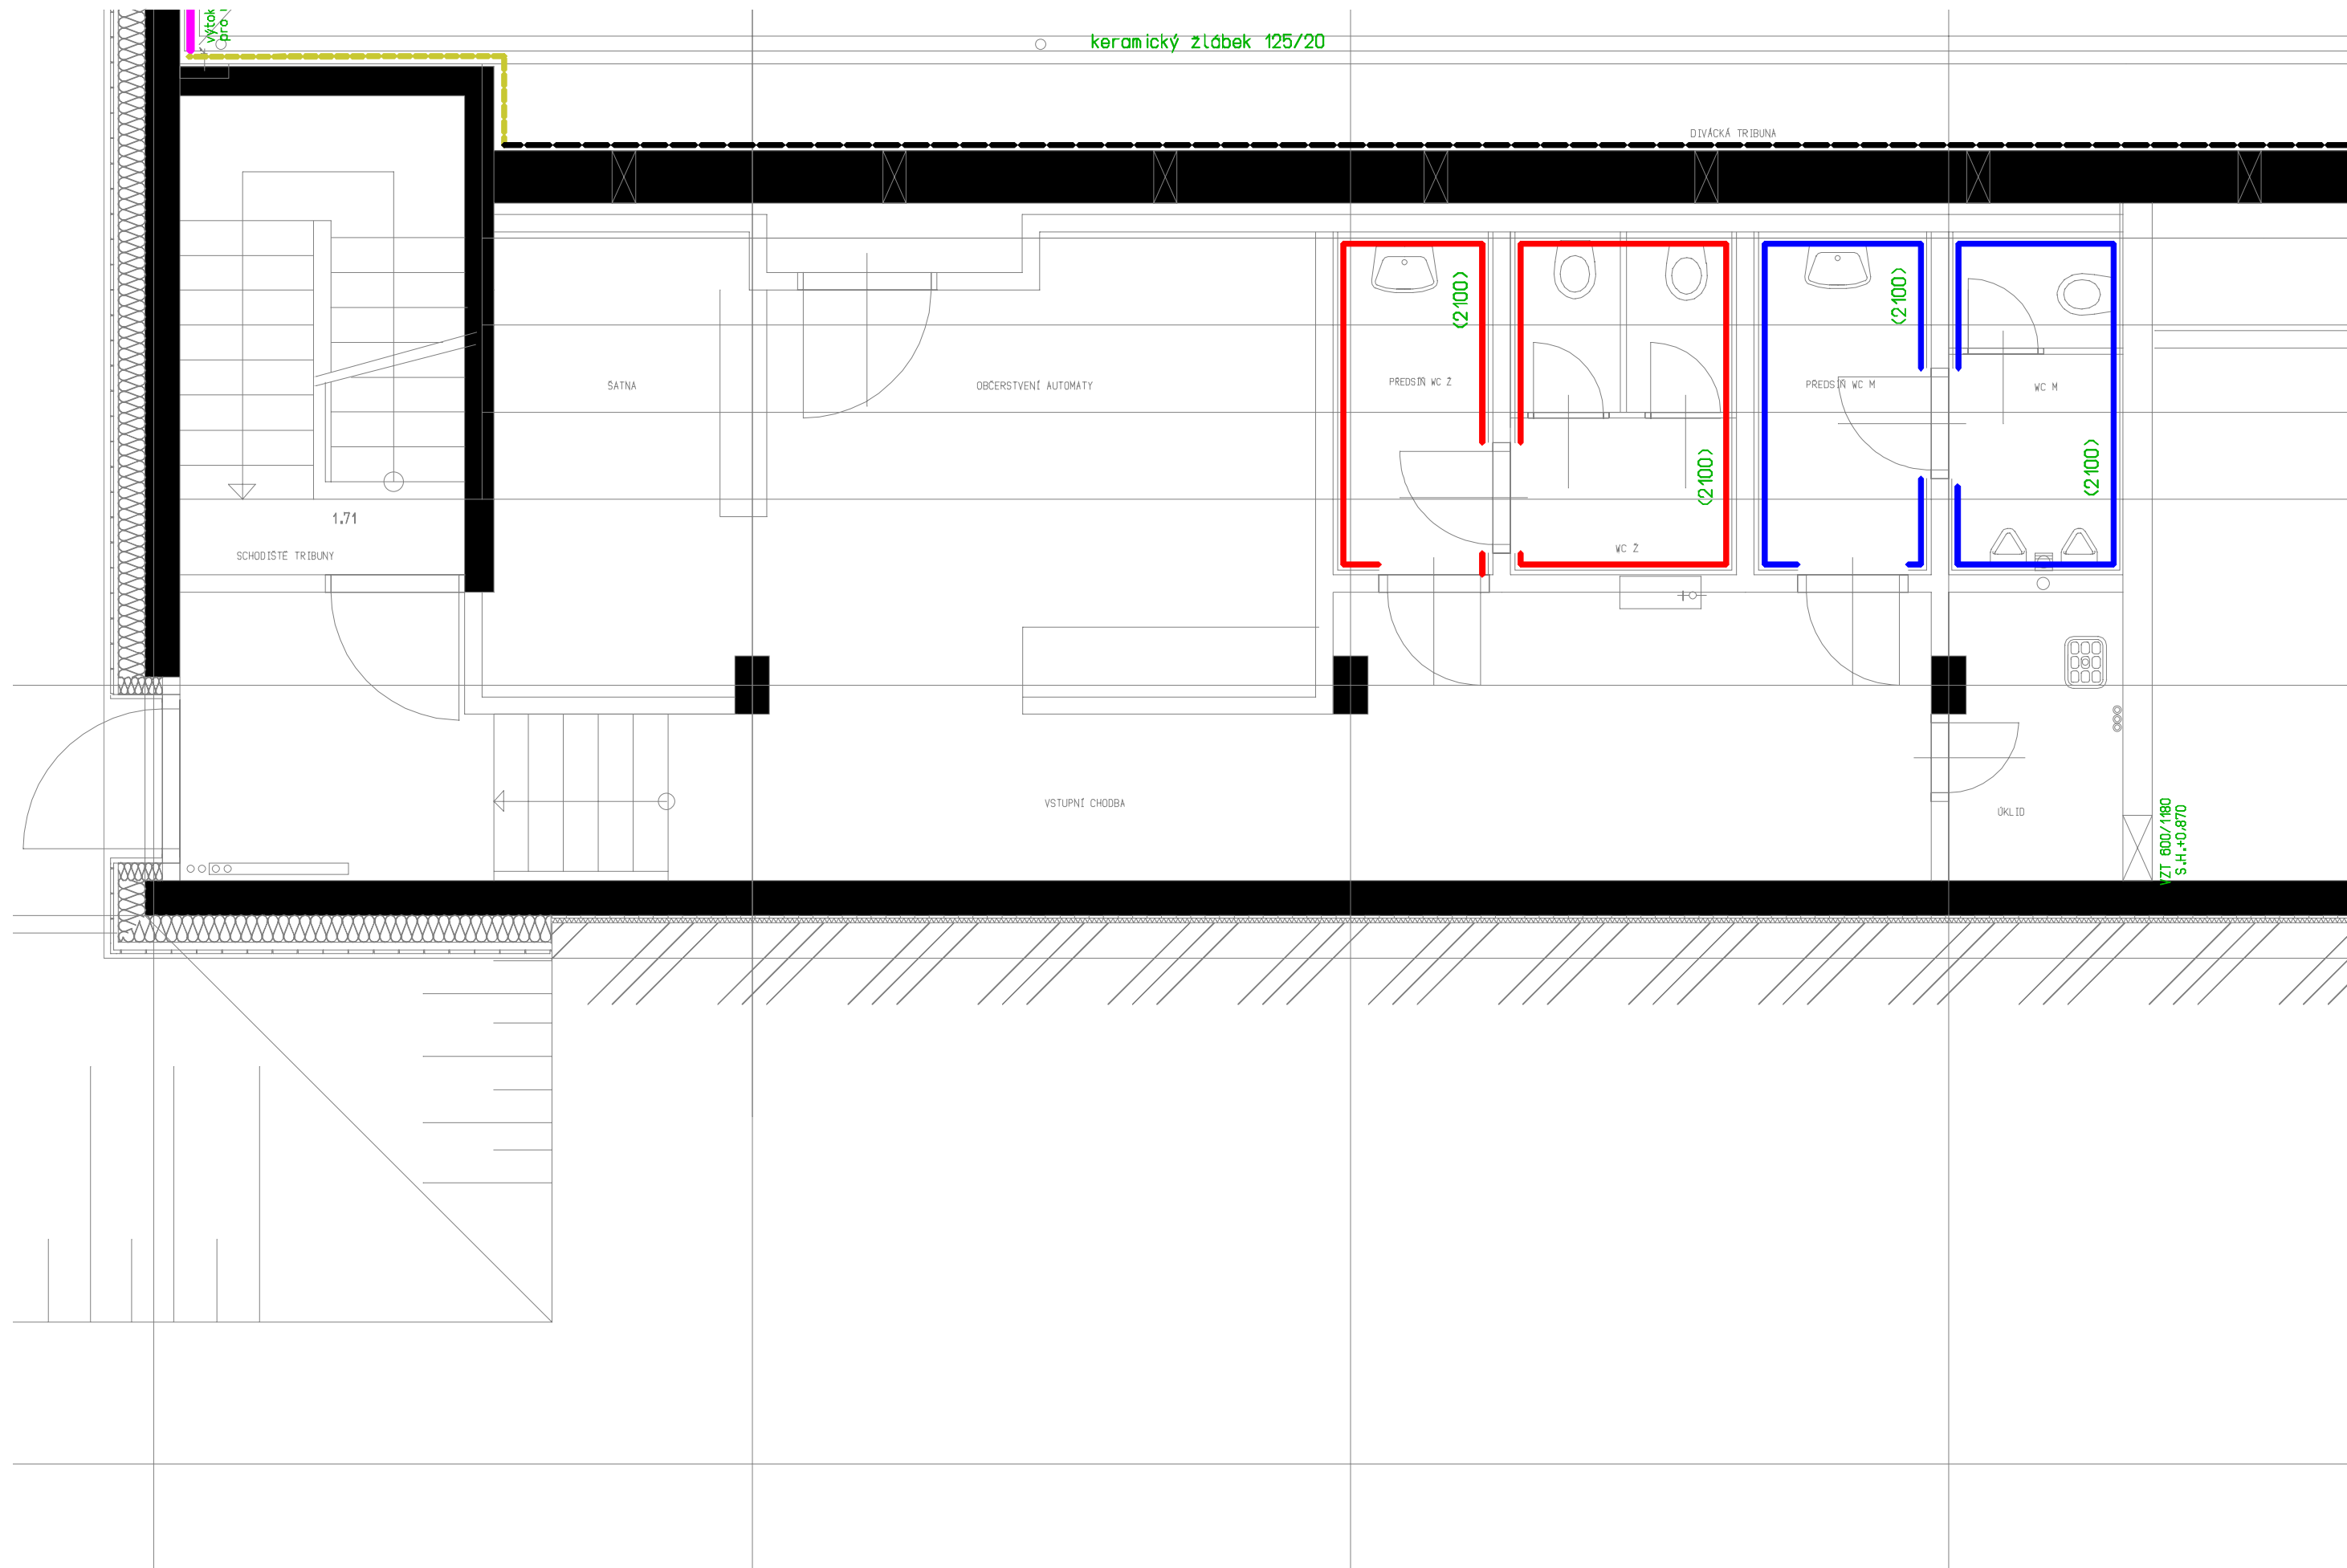 výtok
pro
keramický žlábek 125/20
DIVÁCKÁ TRIBUNA
(2100)
(2100)
ŠATNA
OBČERSTVENÍ AUTOMATY
PŘEDSÍŇ WC Ž
PŘEDSÍŇ WC M
WC M
(2100)
(2100)
1.71
SCHODIŠTĚ TRIBUNY
WC Ž
VSTUPNÍ CHODBA
ÚKLID
VZT 600/1180
S.H.+0,870